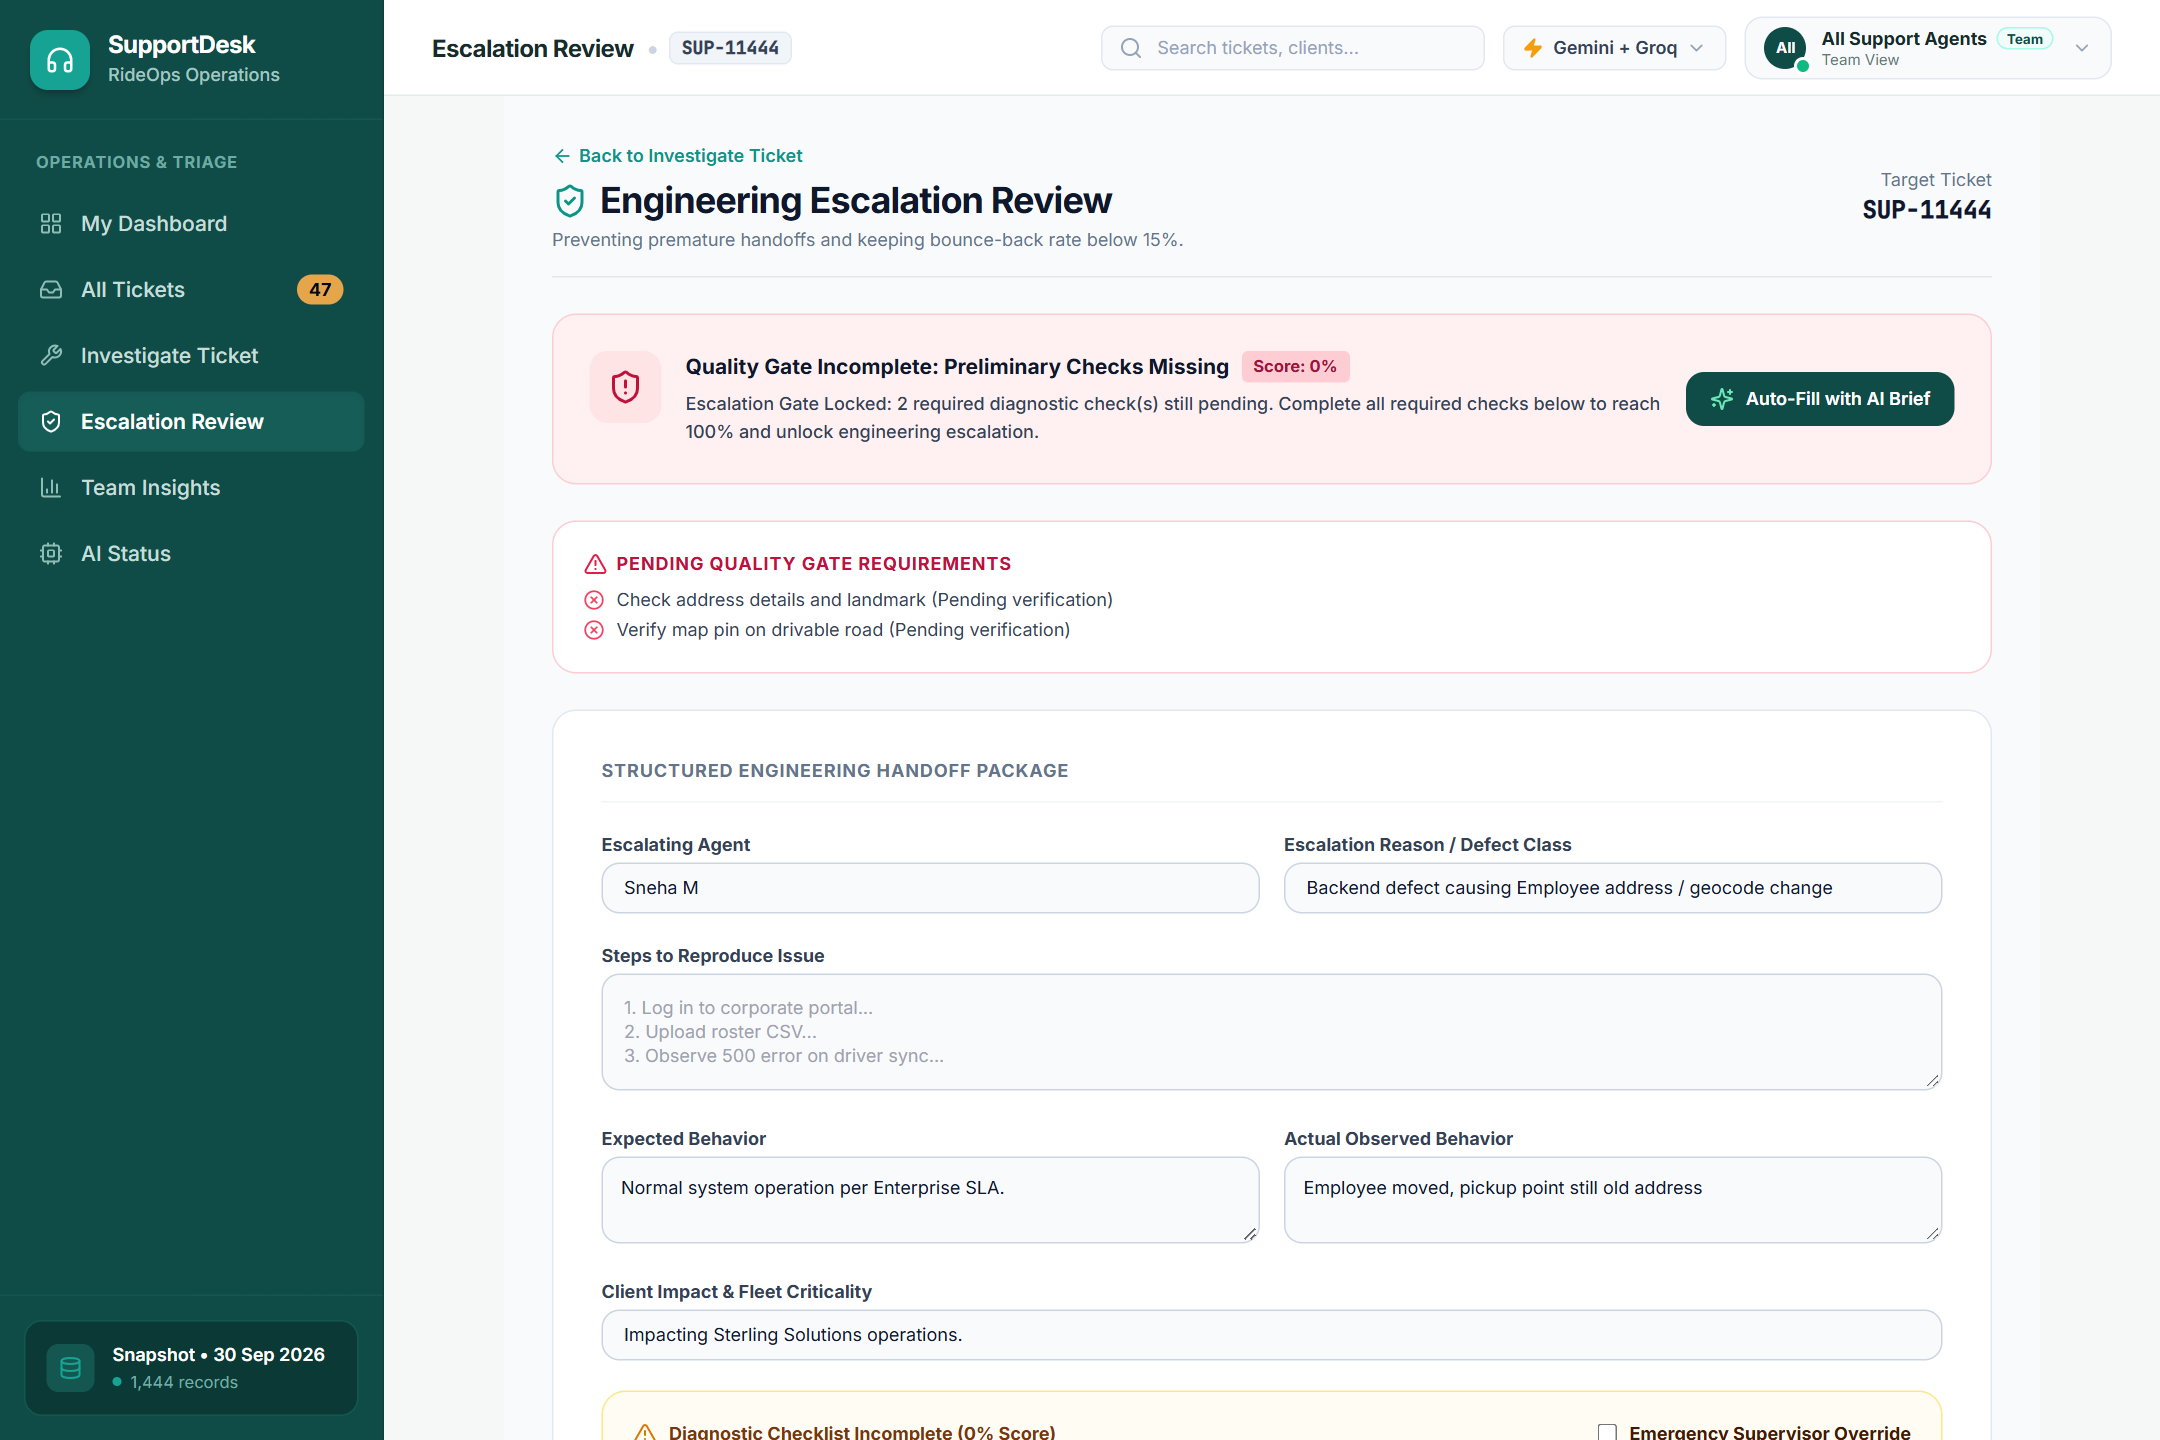 SupportDesk
RideOps Operations
OPERATIONS & TRIAGE
My Dashboard
All Tickets 47
Investigate Ticket
Escalation Review
Team Insights
AI Status
Snapshot • 30 Sep 2026
1,444 records
Escalation Review SUP-11444
Search tickets, clients...
Gemini + Groq
All
All Support Agents Team
Team View
Back to Investigate Ticket
Engineering Escalation Review
Preventing premature handoffs and keeping bounce-back rate below 15%.
Target Ticket
SUP-11444
Quality Gate Incomplete: Preliminary Checks Missing Score: 0%
Escalation Gate Locked: 2 required diagnostic check(s) still pending. Complete all required checks below to reach
100% and unlock engineering escalation.
Auto-Fill with AI Brief
PENDING QUALITY GATE REQUIREMENTS
Check address details and landmark (Pending verification)
Verify map pin on drivable road (Pending verification)
STRUCTURED ENGINEERING HANDOFF PACKAGE
Escalating Agent
Sneha M
Escalation Reason / Defect Class
Backend defect causing Employee address / geocode change
Steps to Reproduce Issue
1. Log in to corporate portal...
2. Upload roster CSV...
3. Observe 500 error on driver sync...
Expected Behavior
Normal system operation per Enterprise SLA.
Actual Observed Behavior
Employee moved, pickup point still old address
Client Impact & Fleet Criticality
Impacting Sterling Solutions operations.
Diagnostic Checklist Incomplete (0% Score)
Emergency Supervisor Override